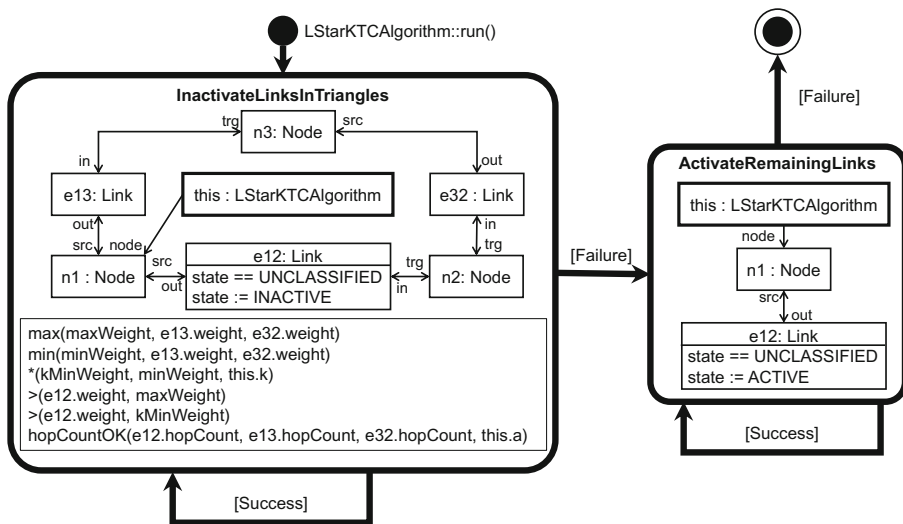 LStarKTCAlgorithm::run()
InactivateLinksInTriangles
trg
n3: Node
src
in
out
e13: Link
this : LStarKTCAlgorithm
e32 : Link
out
in
src
node
trg
n1 : Node
src
out
e12: Link
state == UNCLASSIFIED
state := INACTIVE
trg
in
n2: Node
max(maxWeight, e13.weight, e32.weight)
min(minWeight, e13.weight, e32.weight)
*(kMinWeight, minWeight, this.k)
>(e12.weight, maxWeight)
>(e12.weight, kMinWeight)
hopCountOK(e12.hopCount, e13.hopCount, e32.hopCount, this.a)
[Success]
[Failure]
[Failure]
ActivateRemainingLinks
this : LStarKTCAlgorithm
node
n1 : Node
src
out
e12: Link
state == UNCLASSIFIED
state := ACTIVE
[Success]